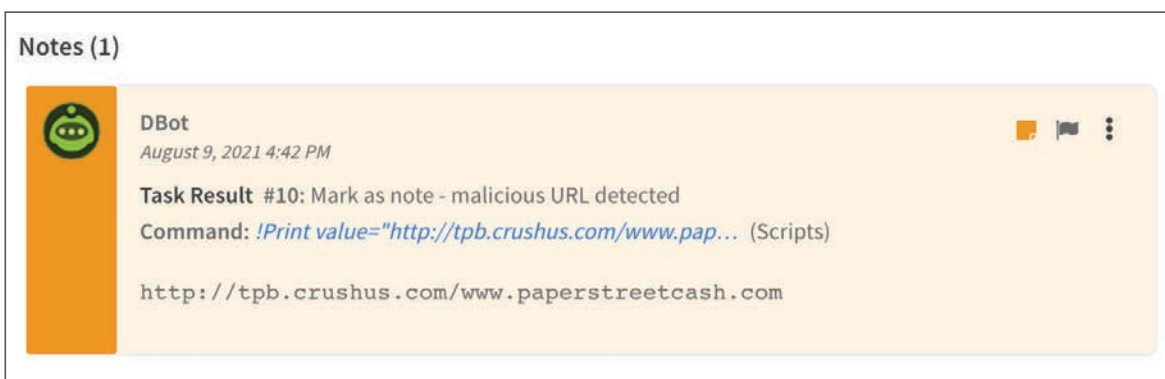 Notes (1)
DBot
August 9, 2021 4:42 PM
Task Result #10: Mark as note - malicious URL detected
Command: !Print value="http://tpb.crushus.com/www.pap... (Scripts)
http://tpb.crushus.com/www.paperstreetcash.com